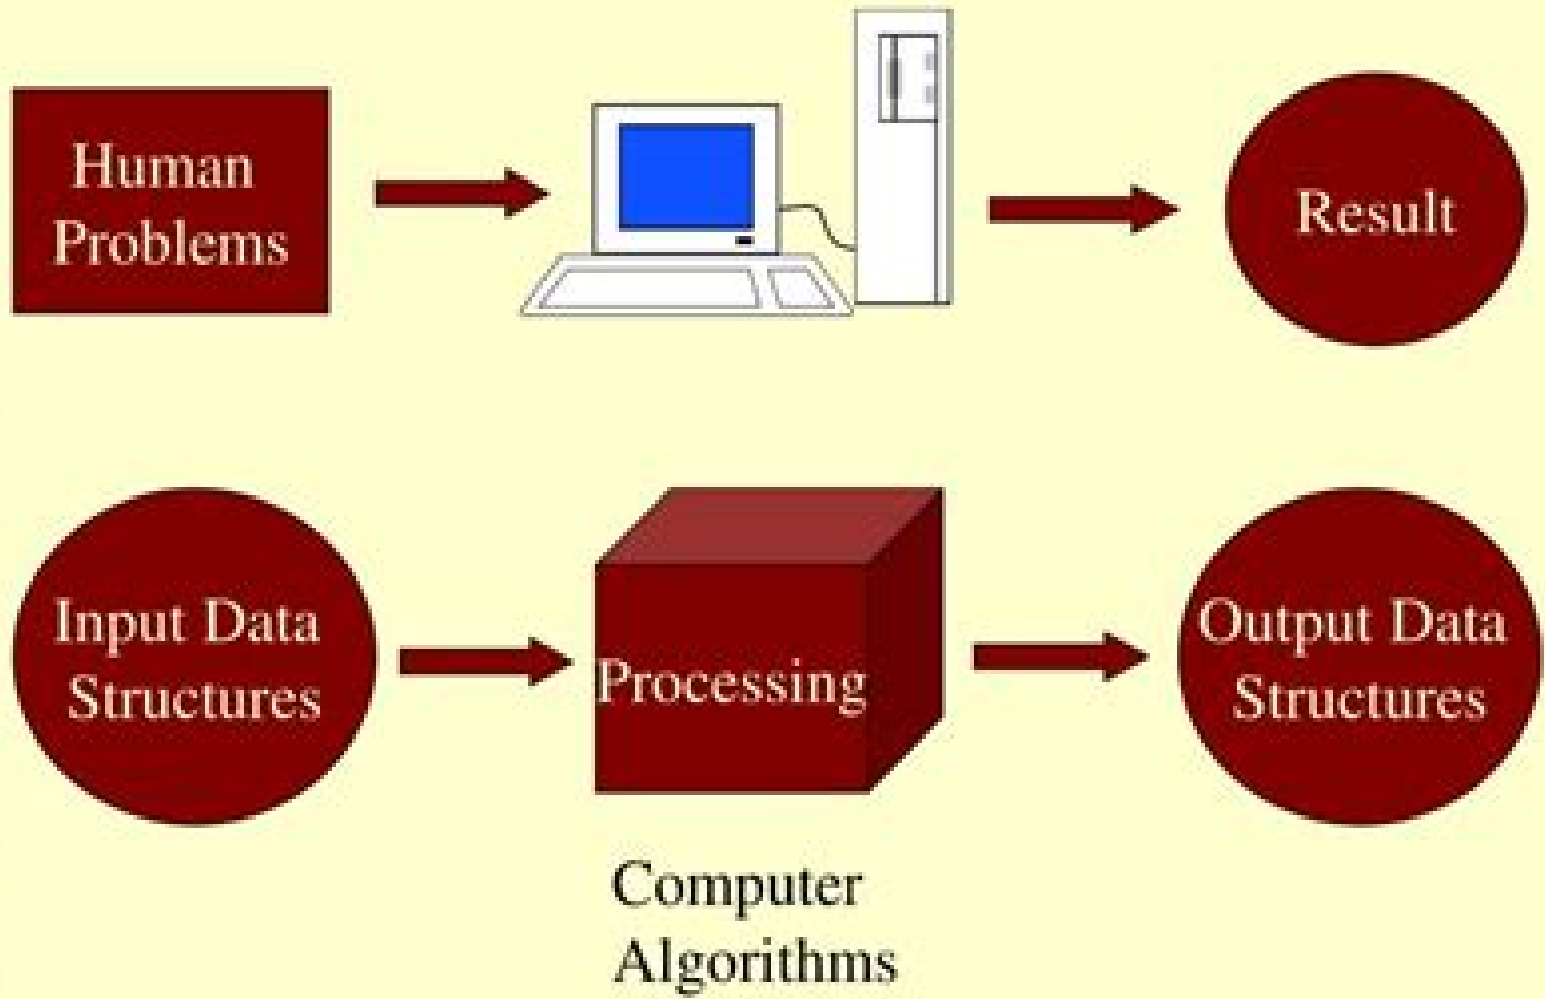 Human
Problems
Result
Input Data
Structures
Processing
Output Data
Structures
Computer
Algorithms